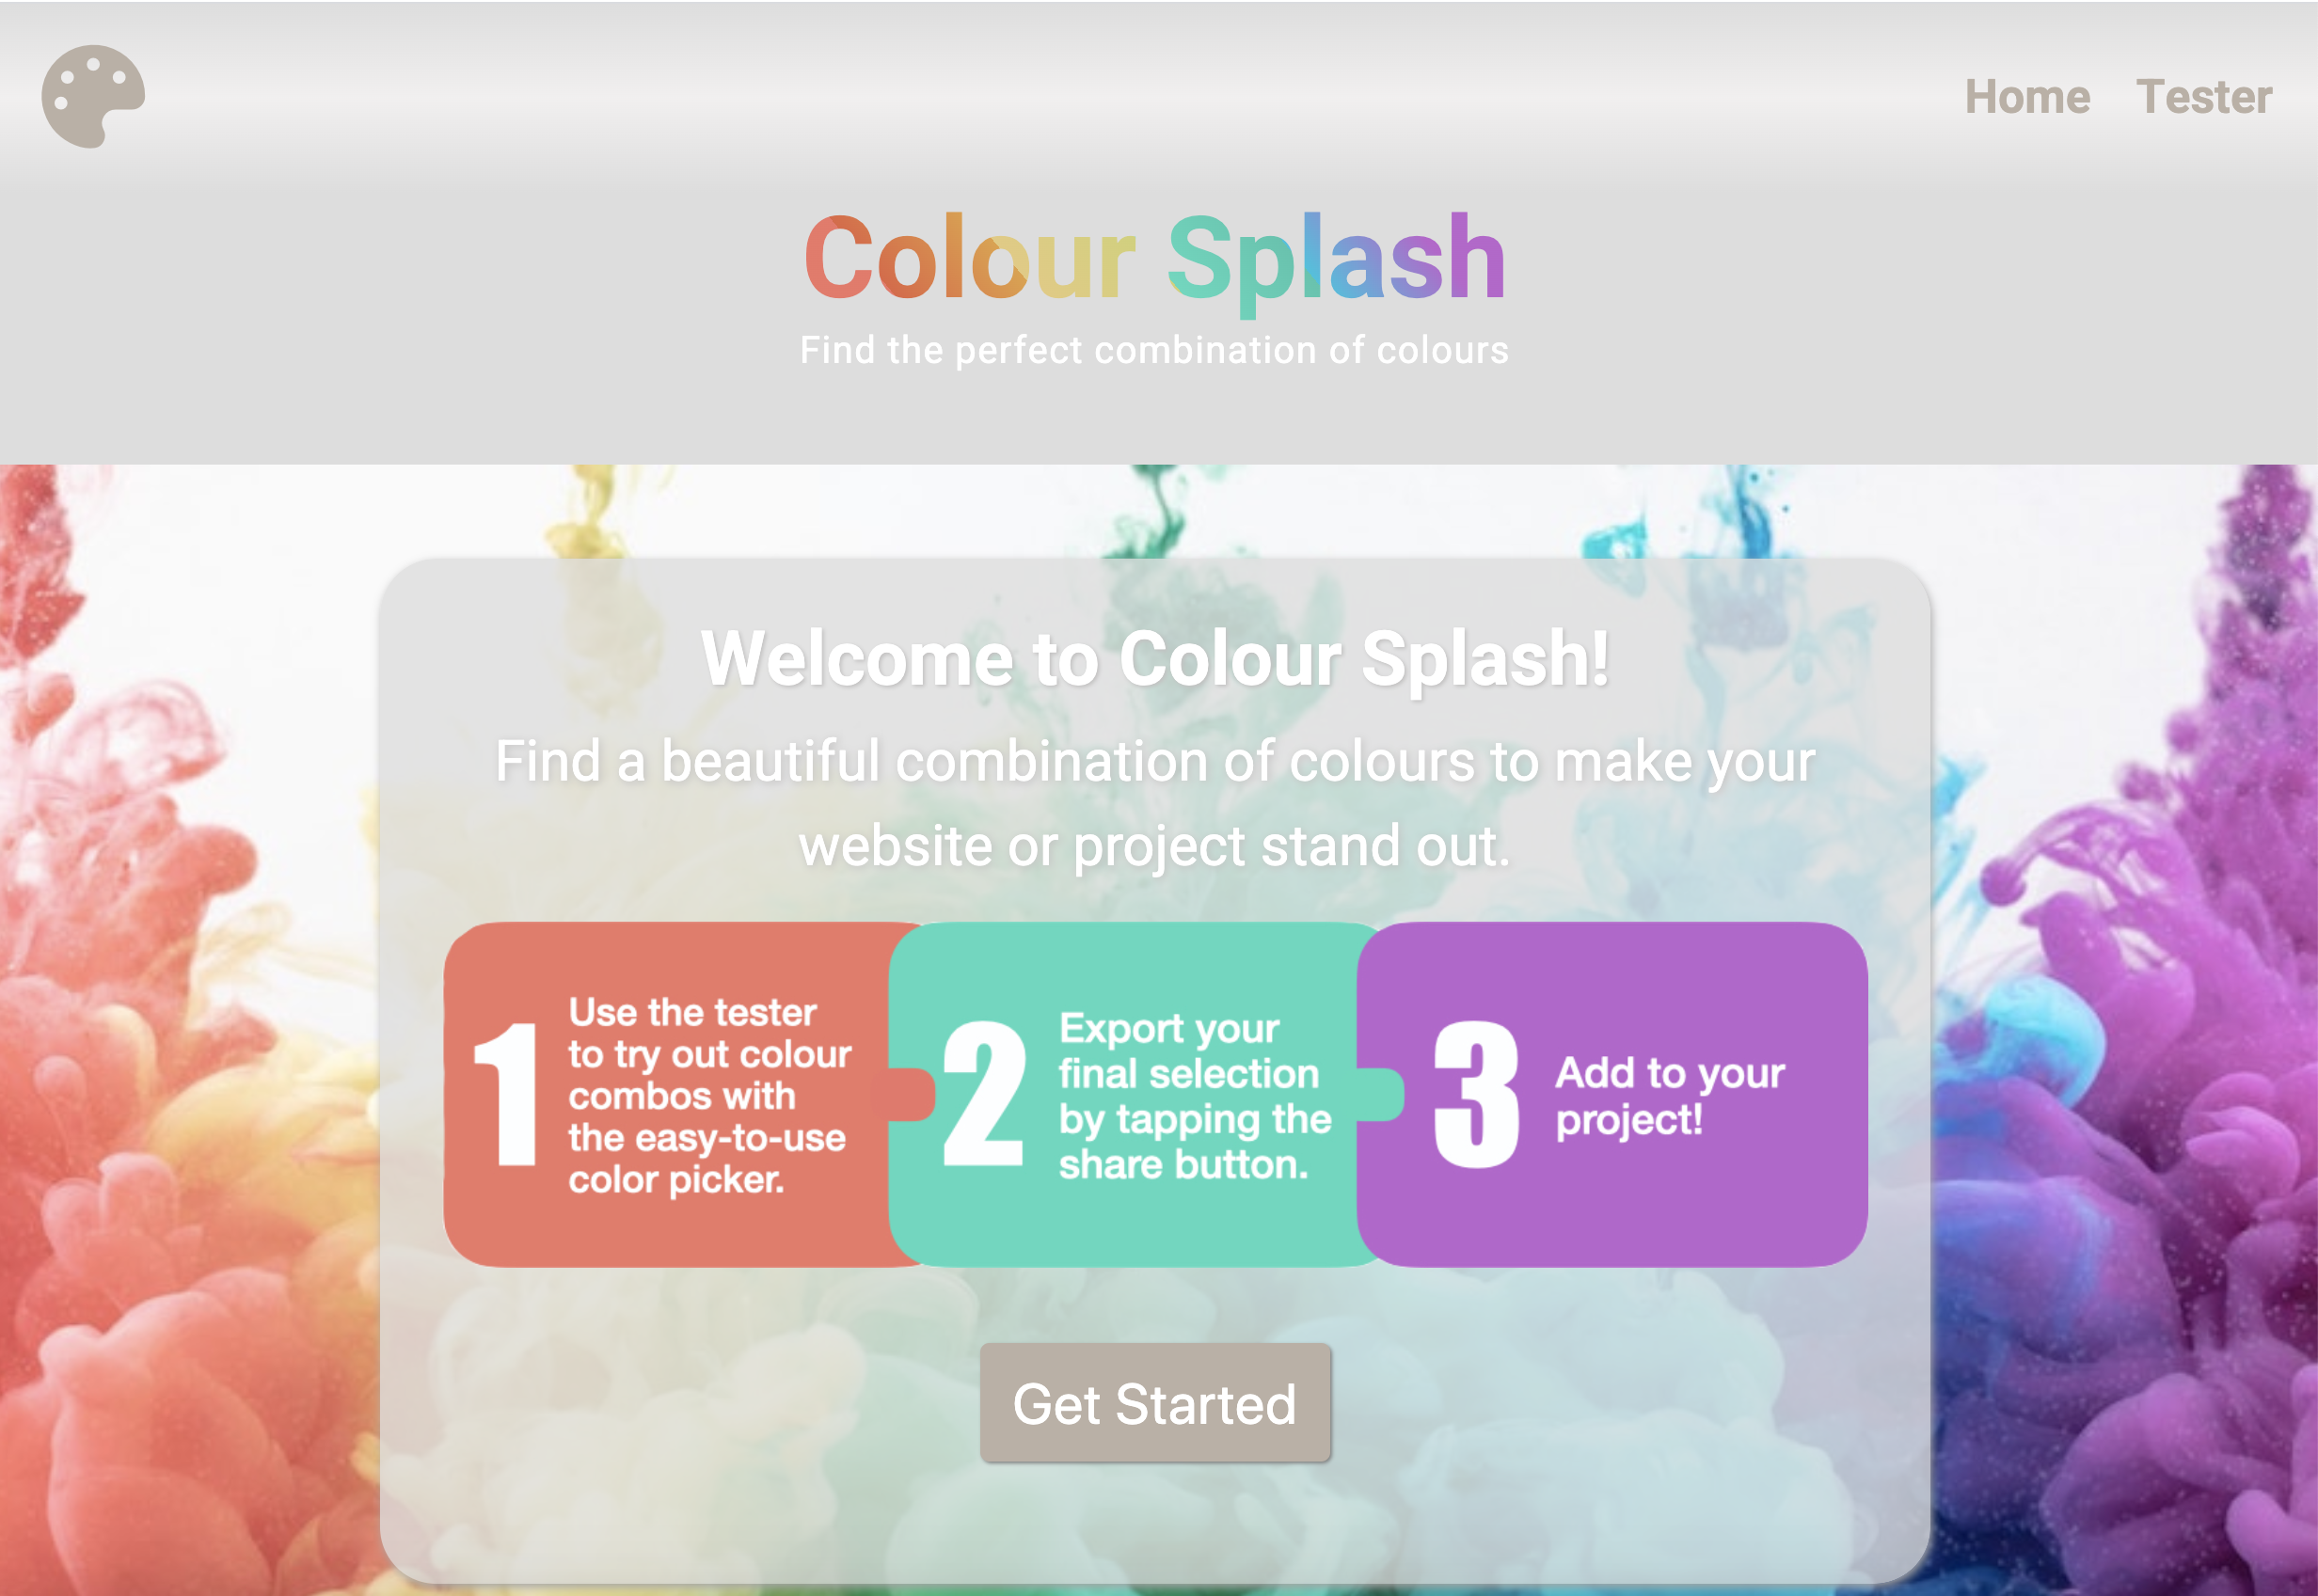 Home Tester
Colour Splash
Find the perfect combination of colours
Welcome to Colour Splash!
Find a beautiful combination of colours to make your
website or project stand out.
1
Use the tester
to try out colour
combos with
the easy-to-use
color picker.
2
Export your
final selection
by tapping the
share button.
3
Add to your
project!
Get Started